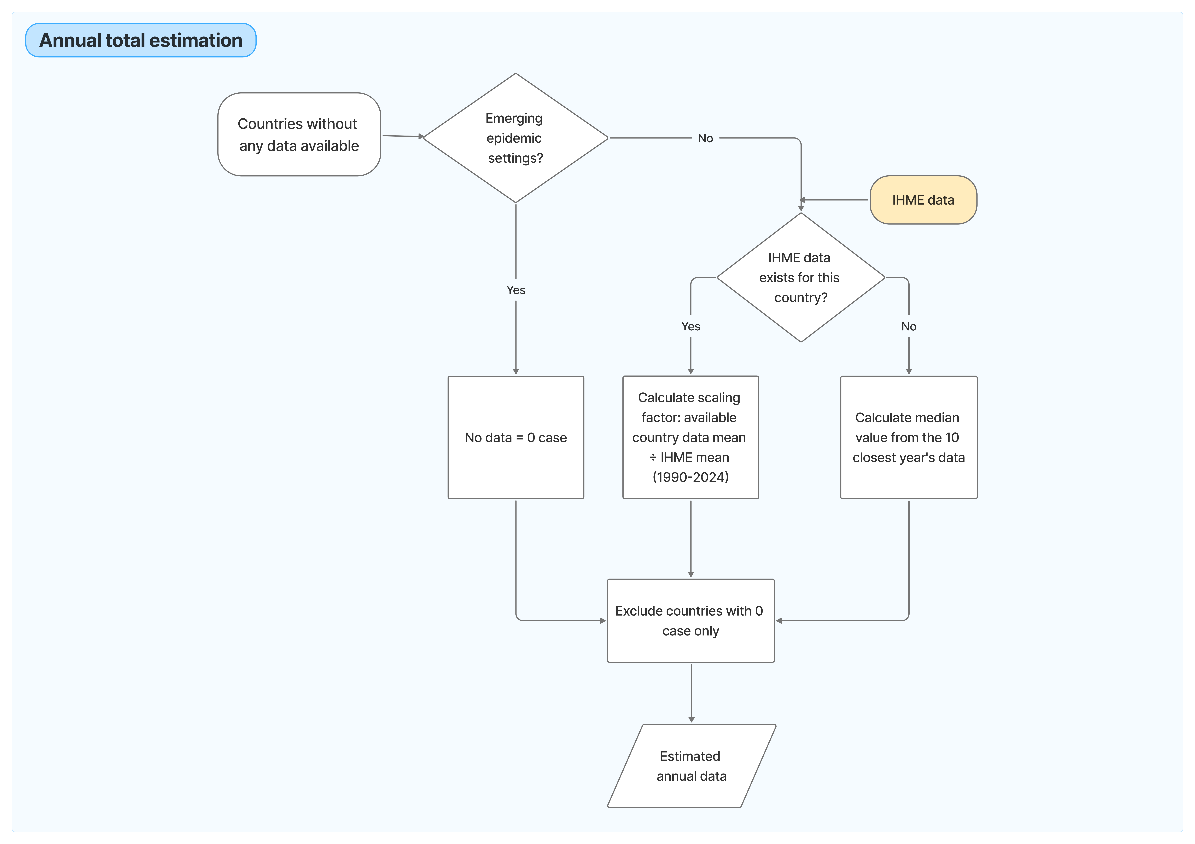 Annual total estimation
Countries without
any data available
Emerging
epidemic
settings?
No
IHME data
IHME data
exists for this
country?
Yes
Yes
No
No data = 0 case
Calculate scaling
factor: available
country data mean
÷ IHME mean
(1990-2024)
Calculate median
value from the 10
closest year's data
Exclude countries with 0
case only
Estimated
annual data